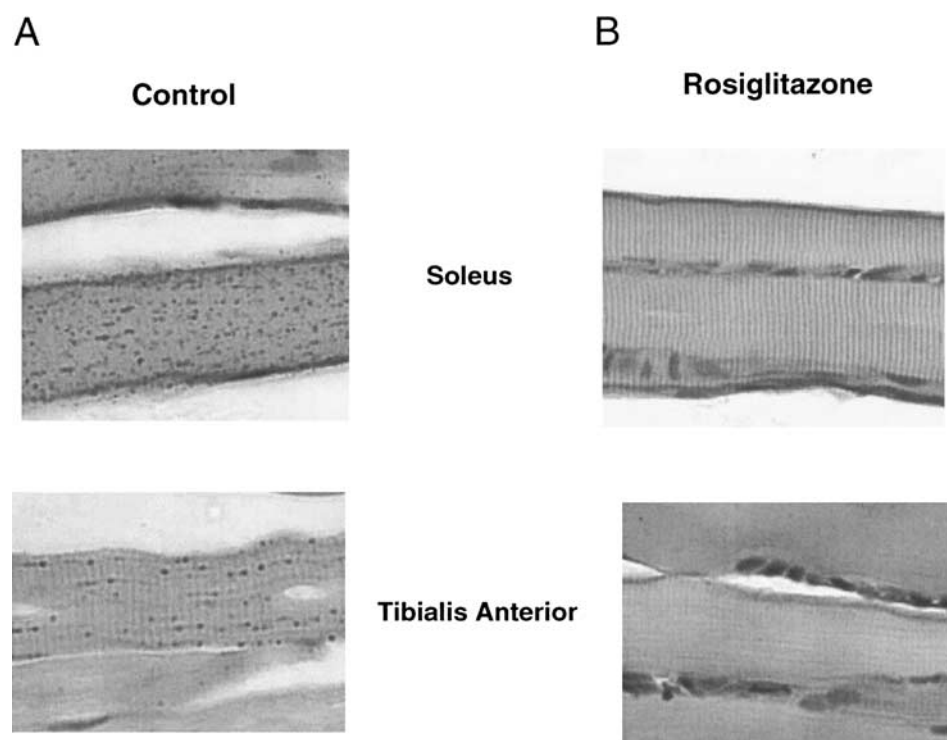 A
B
Control
Rosiglitazone
Soleus
Tibialis Anterior